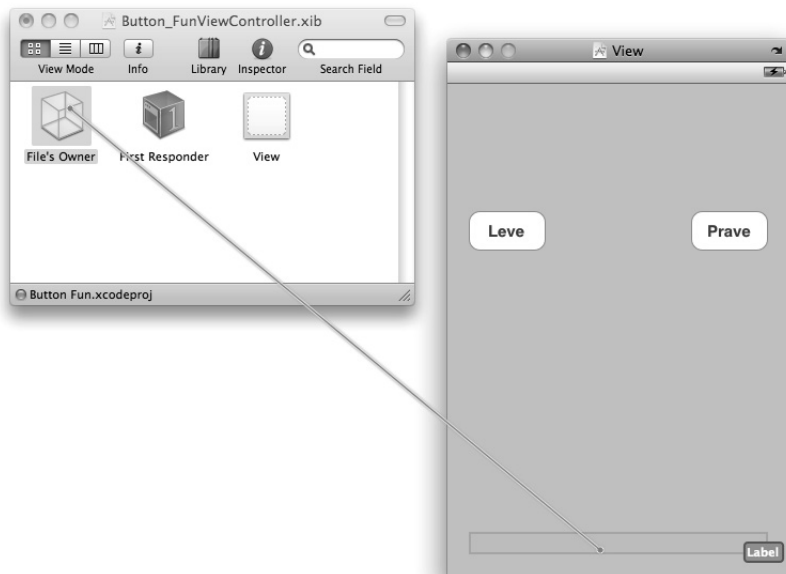 Button_FunViewController.xib
View Mode
Info
Library
Inspector
Search Field
File's Owner
First Responder
View
Button Fun.xcodeproj
View
Leve
Prave
Label